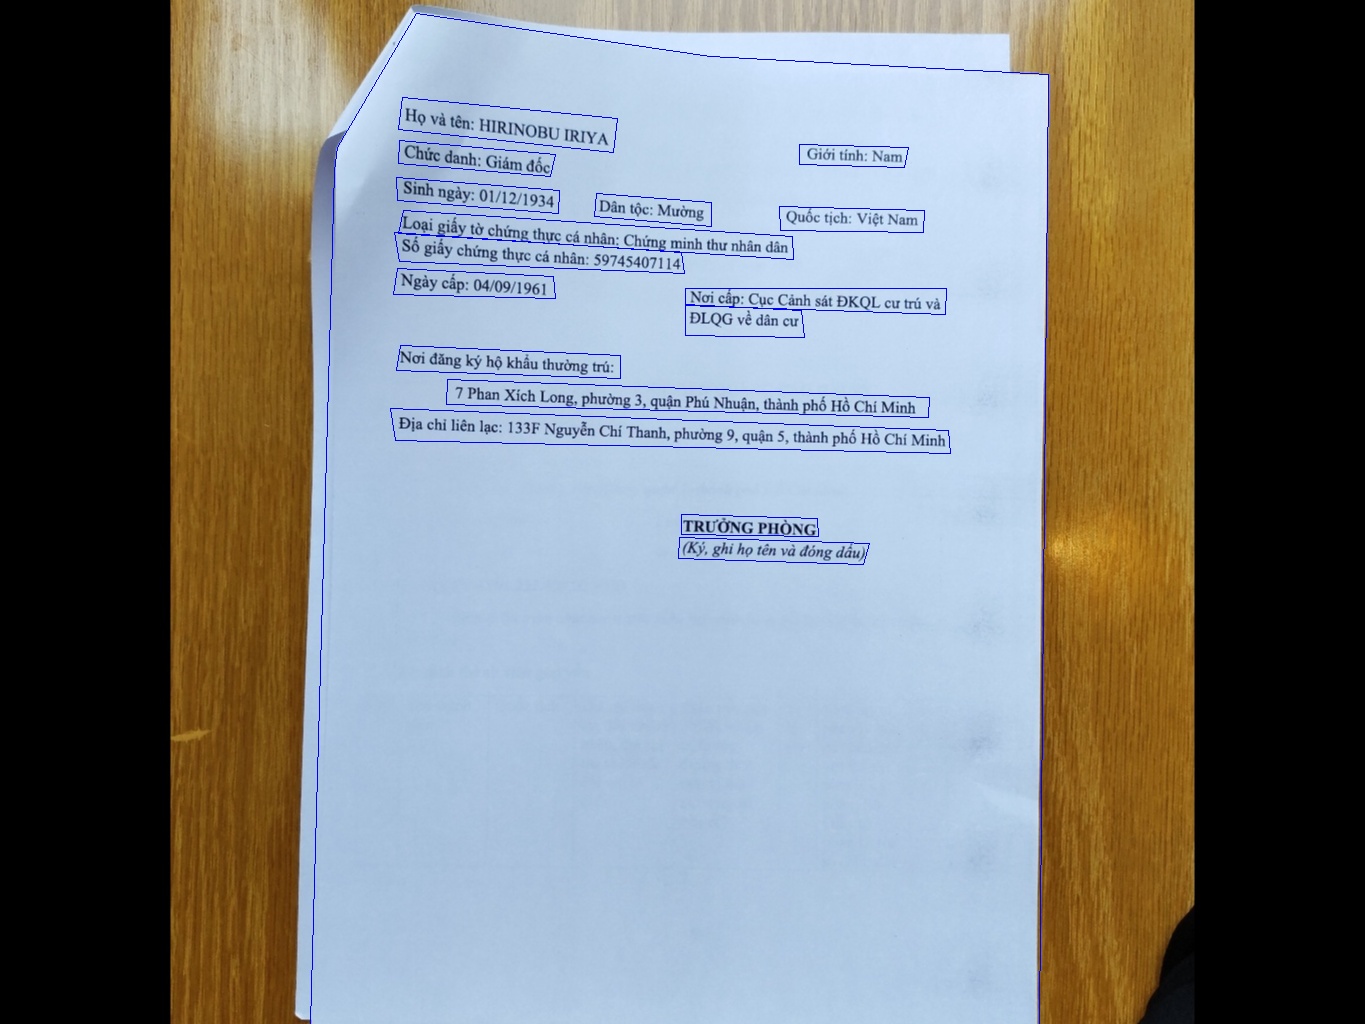 Họ và tên: HIRINOBU IRIYA
Giới tính: Nam
Chức danh: Giám đốc
Sinh ngày: 01/12/1934
Dân tộc: Mường
Quốc tịch: Việt Nam
Loại giấy tờ chứng thực cá nhân: Chứng minh thư nhân dân
Số giấy chứng thực cá nhân: 59745407114
Ngày cấp: 04/09/1961
Nơi cấp: Cục Cảnh sát ĐKQL cư trú và
ĐLQG về dân cư
Nơi đăng ký hộ khẩu thường trú:
7 Phan Xích Long, phường 3, quận Phú Nhuận, thành phố Hồ Chí Minh
Địa chỉ liên lạc: 133F Nguyễn Chí Thanh, phường 9, quận 5, thành phố Hồ Chí Minh
TRƯỞNG PHÒNG
(Ký, ghi họ tên và đóng dấu)